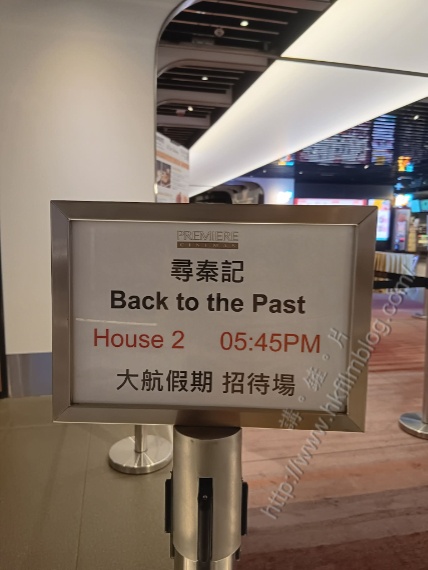 PREMIERE
尋秦記
Back to the Past
House 2 05:45PM
大航假期 招待場
http://www.hkfilmblog.com/